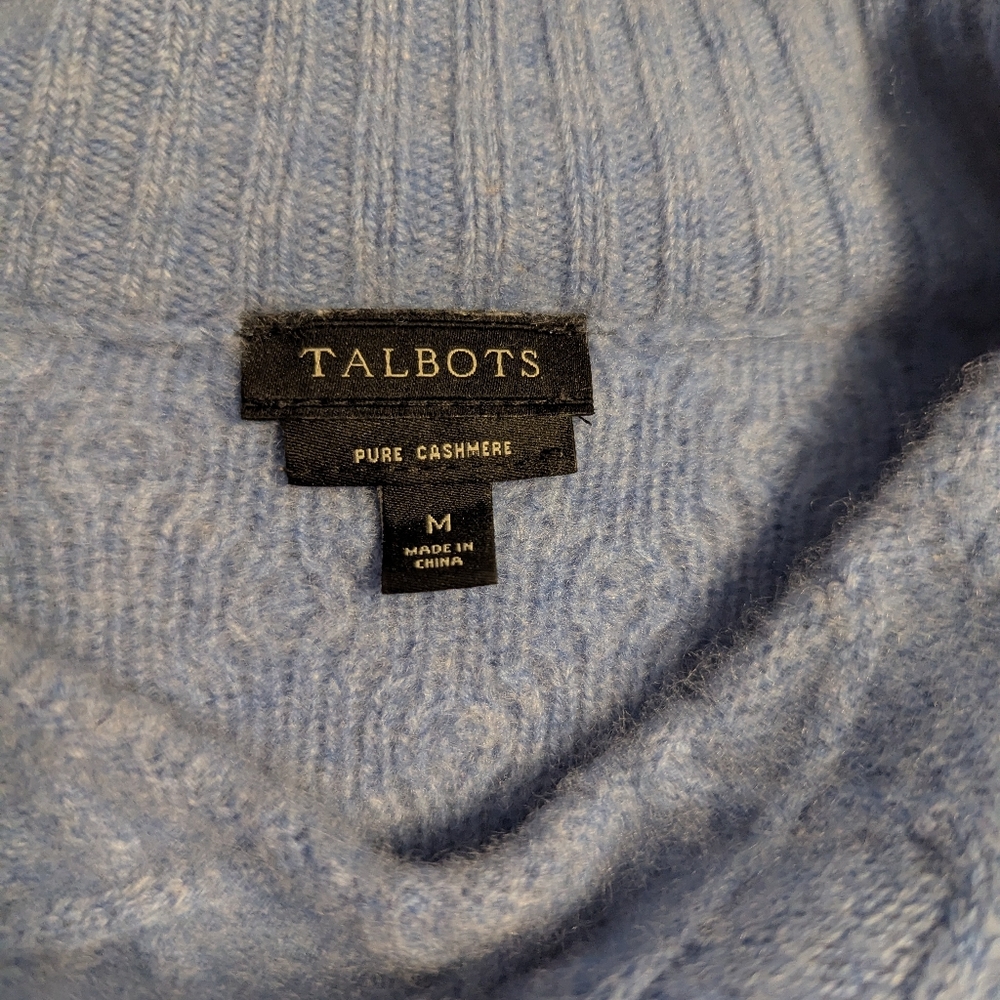 TALBOTS
PURE CASHMERE
M
MADE IN
CHINA